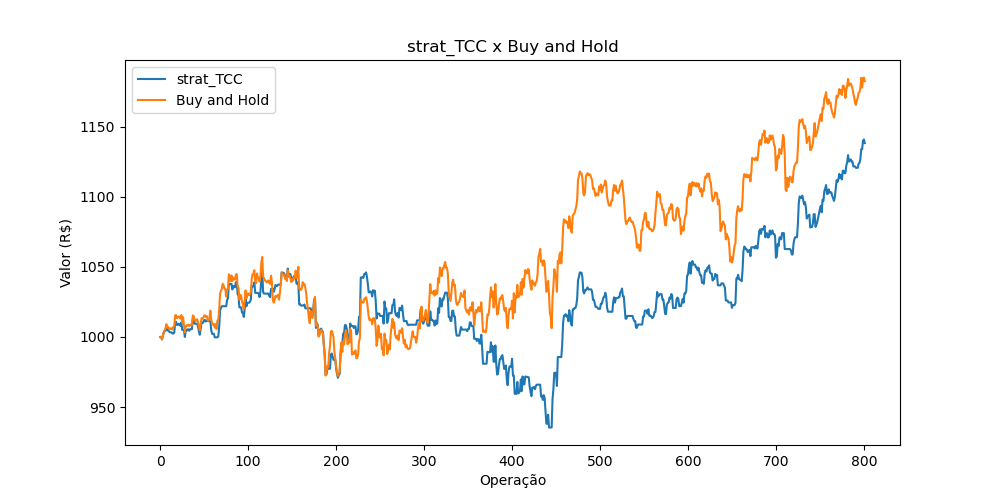 strat_TCC x Buy and Hold
strat_TCC
Buy and Hold
Valor (R$)
1150
1100
1050
1000
950
0 100 200 300 400 500 600 700 800
Operação